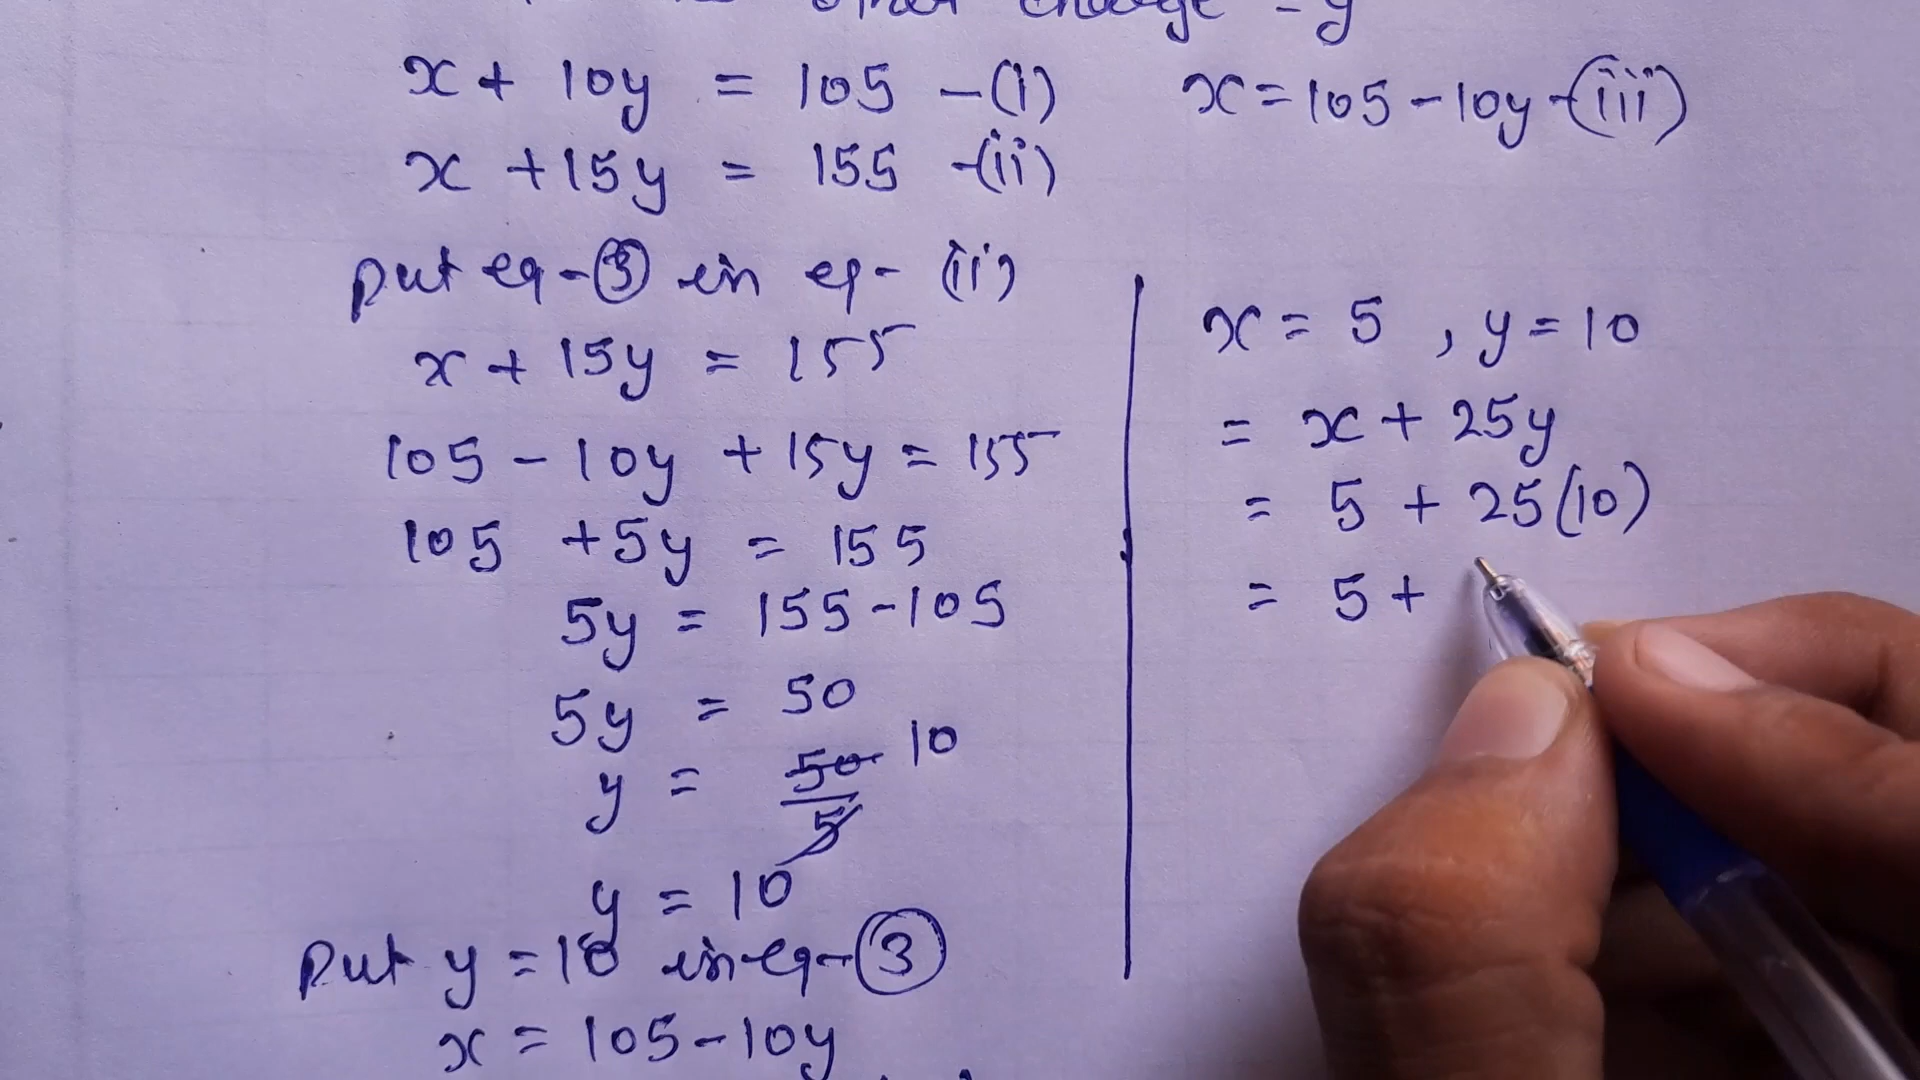 other charge - y
x + 10y = 105 - (i)
x + 15y = 155 - (ii)
put eq - (3) in eq - (ii)
x + 15y = 155
105 - 10y + 15y = 155
105 + 5y = 155
5y = 155 - 105
5y = 50
y = 50/5 10
y = 10
Put y = 10 in eq - (3)
x = 105 - 10y
x = 105 - 10y - (iii)
x = 5 , y = 10
= x + 25y
= 5 + 25(10)
= 5 +